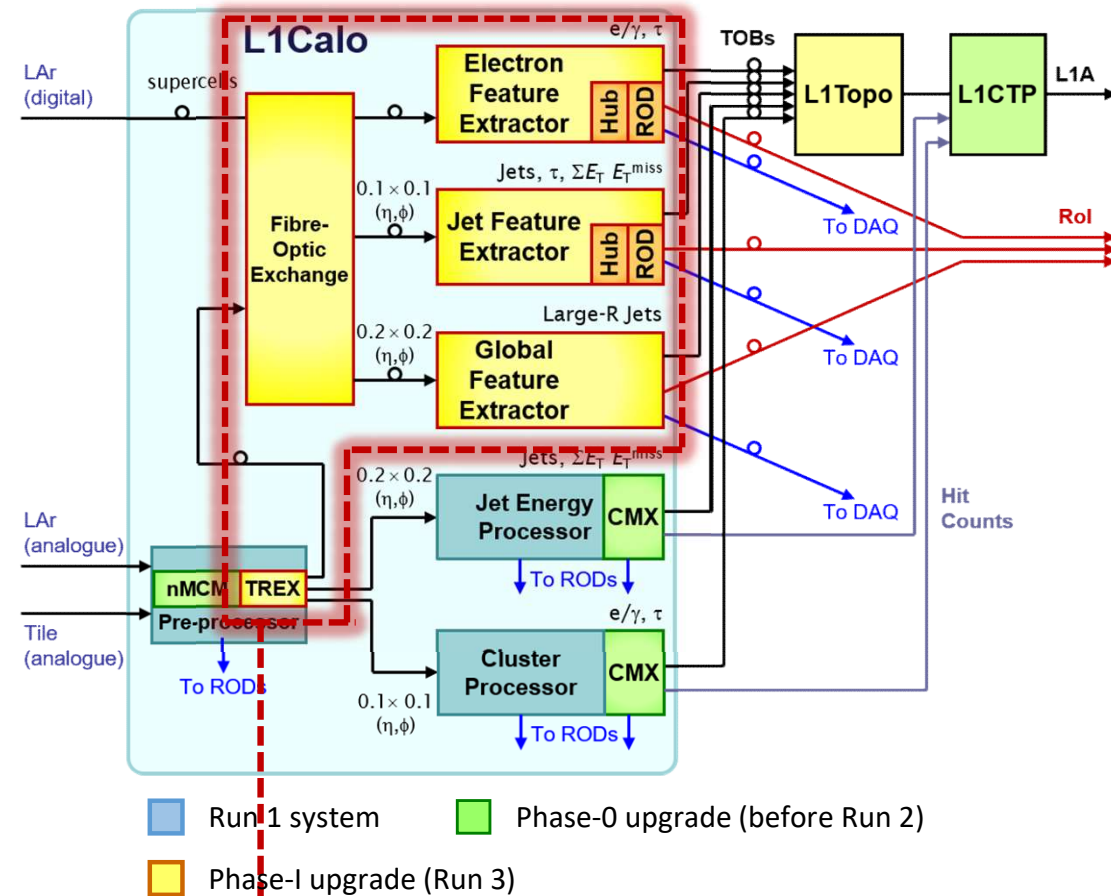 L1Calo
e/γ, τ
TOBs
LAr
(digital)
supercells
Electron
Feature
Extractor
Hub
ROD
L1Topo
L1CTP
L1A
Jets, τ, ΣE_T E_T^miss
0.1 × 0.1
(η,ϕ)
Fibre-
Optic
Exchange
Jet Feature
Extractor
Hub
ROD
To DAQ
RoI
Large-R Jets
0.2 × 0.2
(η,ϕ)
Global
Feature
Extractor
To DAQ
Jets, ΣE_T E_T^miss
0.2 × 0.2
(η,ϕ)
Jet Energy
Processor
CMX
To DAQ
Hit
Counts
LAr
(analogue)
nMCM
TREX
Pre-processor
To RODs
Tile
(analogue)
To RODs
e/γ, τ
Cluster
Processor
CMX
0.1 × 0.1
(η,ϕ)
To RODs
Run 1 system
Phase-0 upgrade (before Run 2)
Phase-I upgrade (Run 3)